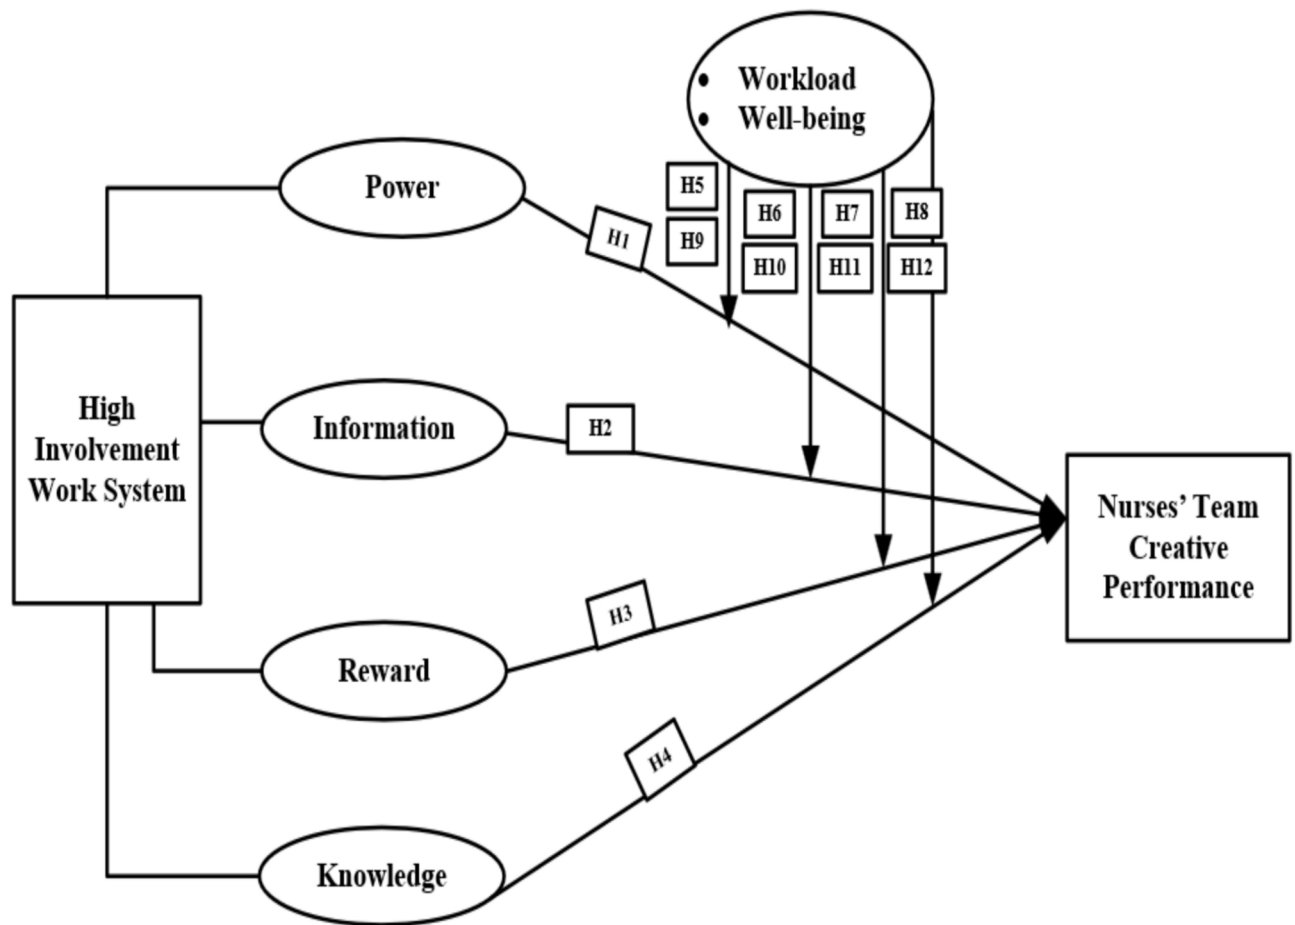 Workload
Well-being
Power
H1
H5
H9
H6
H10
H7
H11
H8
H12
High
Involvement
Work System
Information
H2
Nurses’ Team
Creative
Performance
Reward
H3
Knowledge
H4